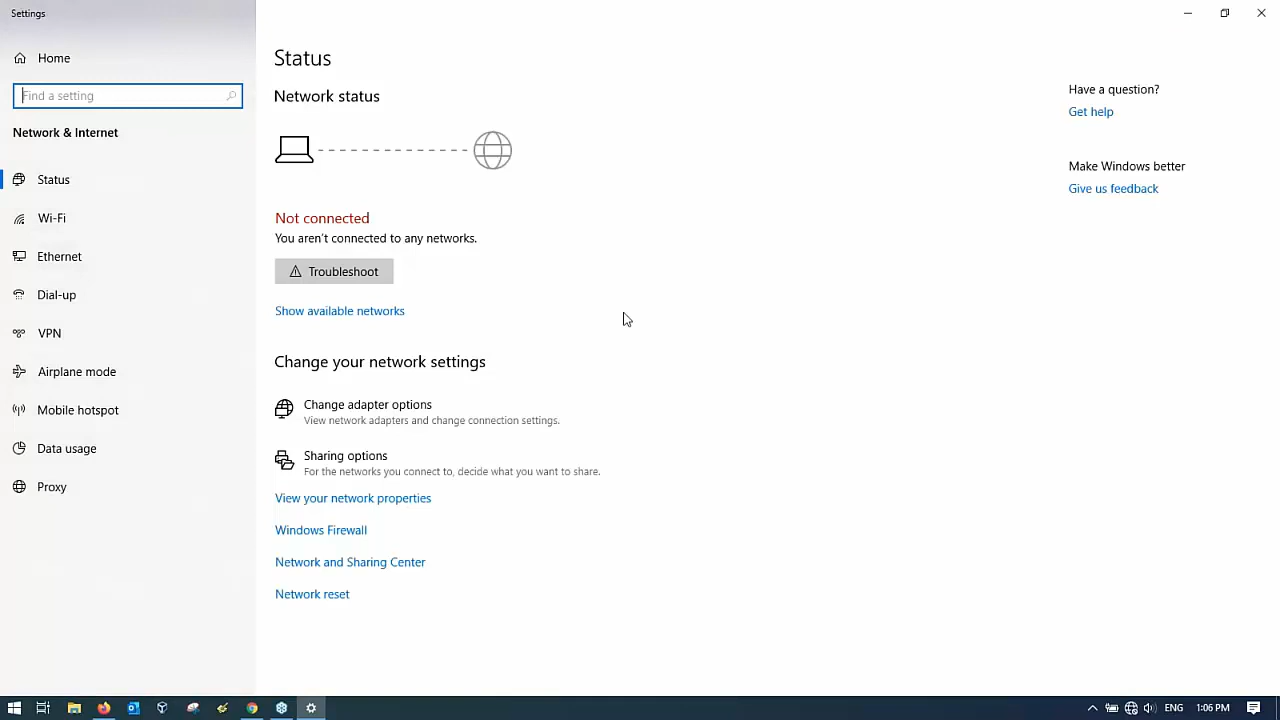 Settings
Home
Find a setting
Network & Internet
Status
Wi-Fi
Ethernet
Dial-up
VPN
Airplane mode
Mobile hotspot
Data usage
Proxy
Status
Network status
Not connected
You aren't connected to any networks.
Troubleshoot
Show available networks
Change your network settings
Change adapter options
View network adapters and change connection settings.
Sharing options
For the networks you connect to, decide what you want to share.
View your network properties
Windows Firewall
Network and Sharing Center
Network reset
Have a question?
Get help
Make Windows better
Give us feedback
ENG
1:06 PM